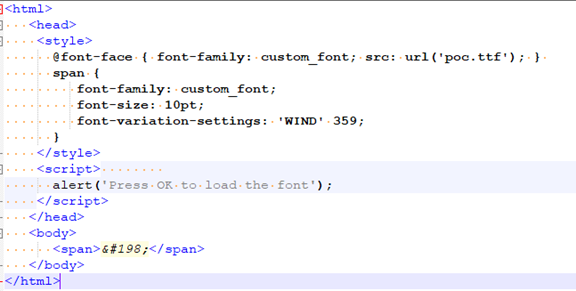 <html>
<head>
<style>
@font-face { font-family: custom_font; src: url('poc.ttf'); }
span {
font-family: custom_font;
font-size: 10pt;
font-variation-settings: 'WIND' 359;
}
</style>
<script>
alert('Press OK to load the font');
</script>
</head>
<body>
<span>&#198;</span>
</body>
</html>